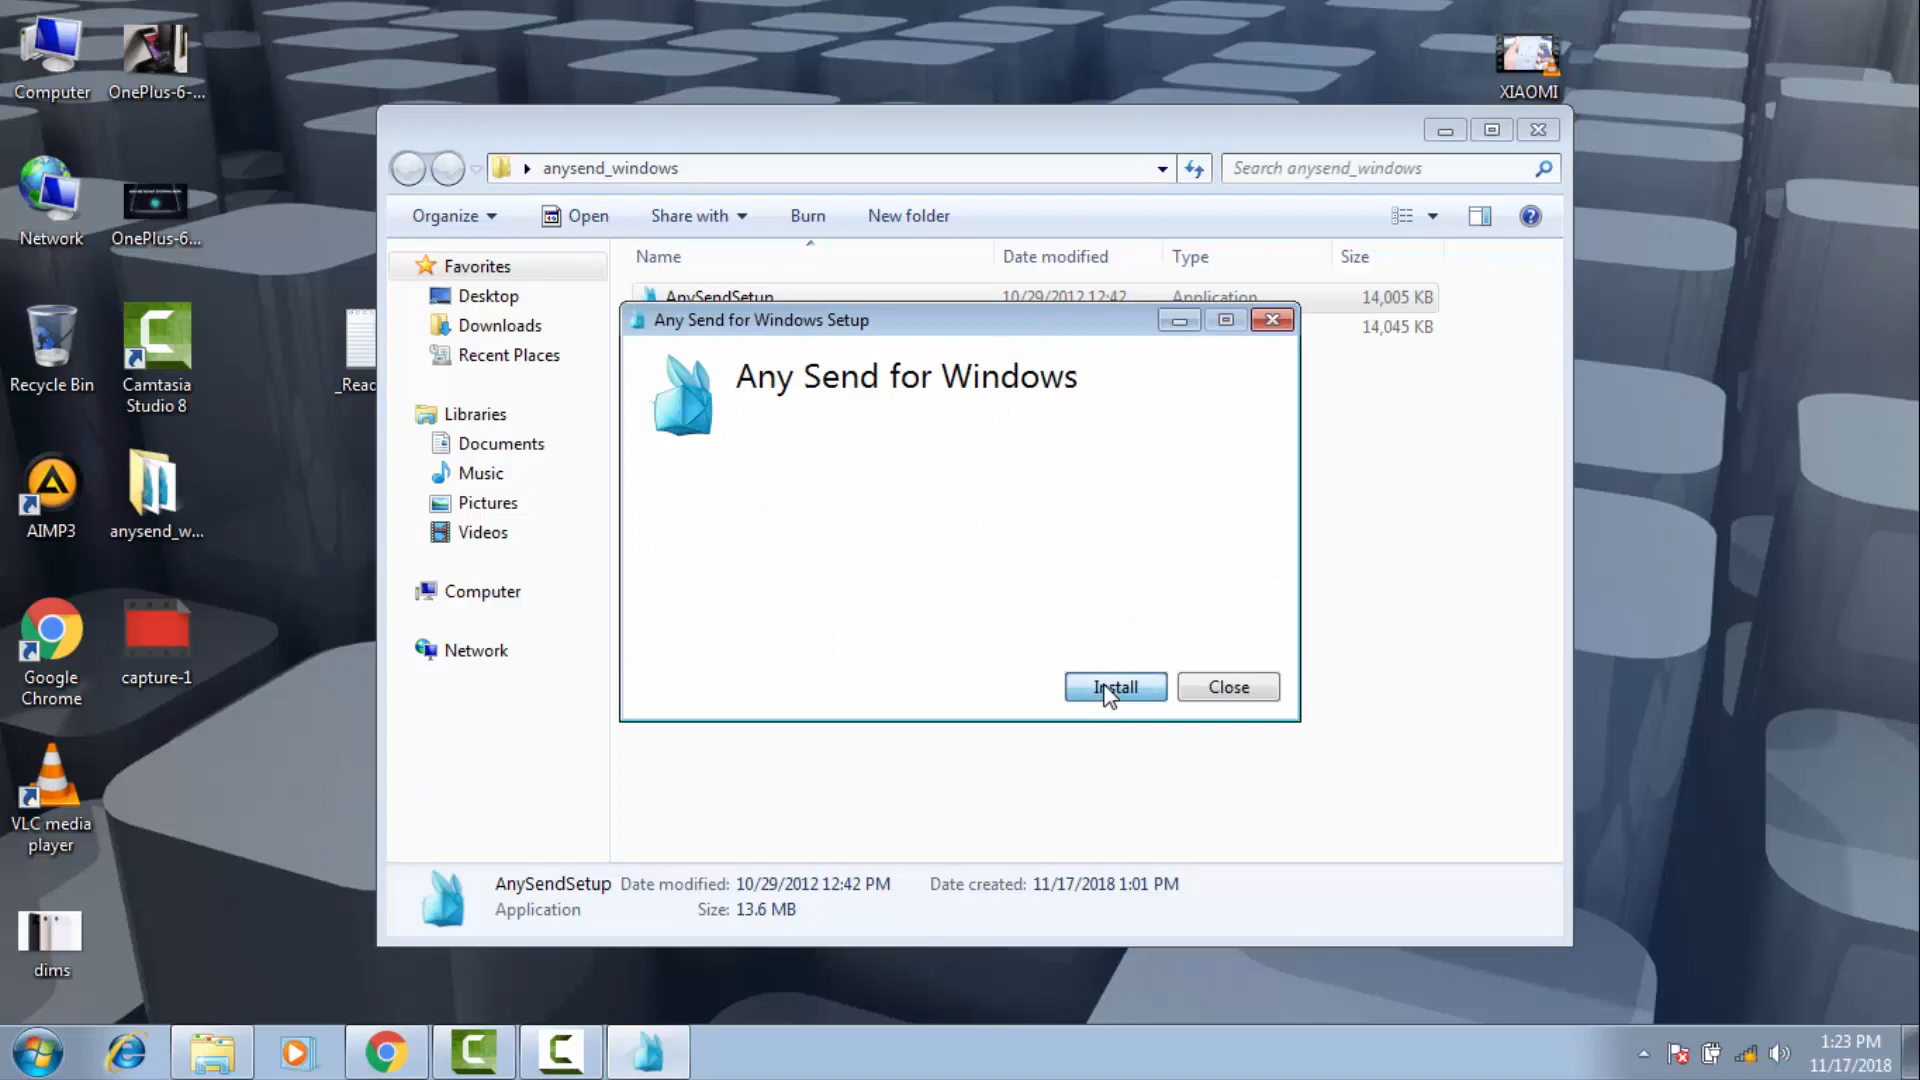 Computer
OnePlus-6-...
XIAOMI
anysend_windows
Search anysend_windows
Organize
Open
Share with
Burn
New folder
Network
OnePlus-6...
Name
Date modified
Type
Size
Favorites
Desktop
Downloads
Recent Places
Libraries
Documents
Music
Pictures
Videos
Computer
Network
AnySendSetup
10/29/2012 12:42
Application
14,005 KB
14,045 KB
Any Send for Windows Setup
Any Send for Windows
Install
Close
Recycle Bin
Camtasia
Studio 8
_Reac
AIMP3
anysend_w...
Google
Chrome
capture-1
VLC media
player
dims
AnySendSetup
Date modified: 10/29/2012 12:42 PM
Date created: 11/17/2018 1:01 PM
Application
Size: 13.6 MB
1:23 PM
11/17/2018